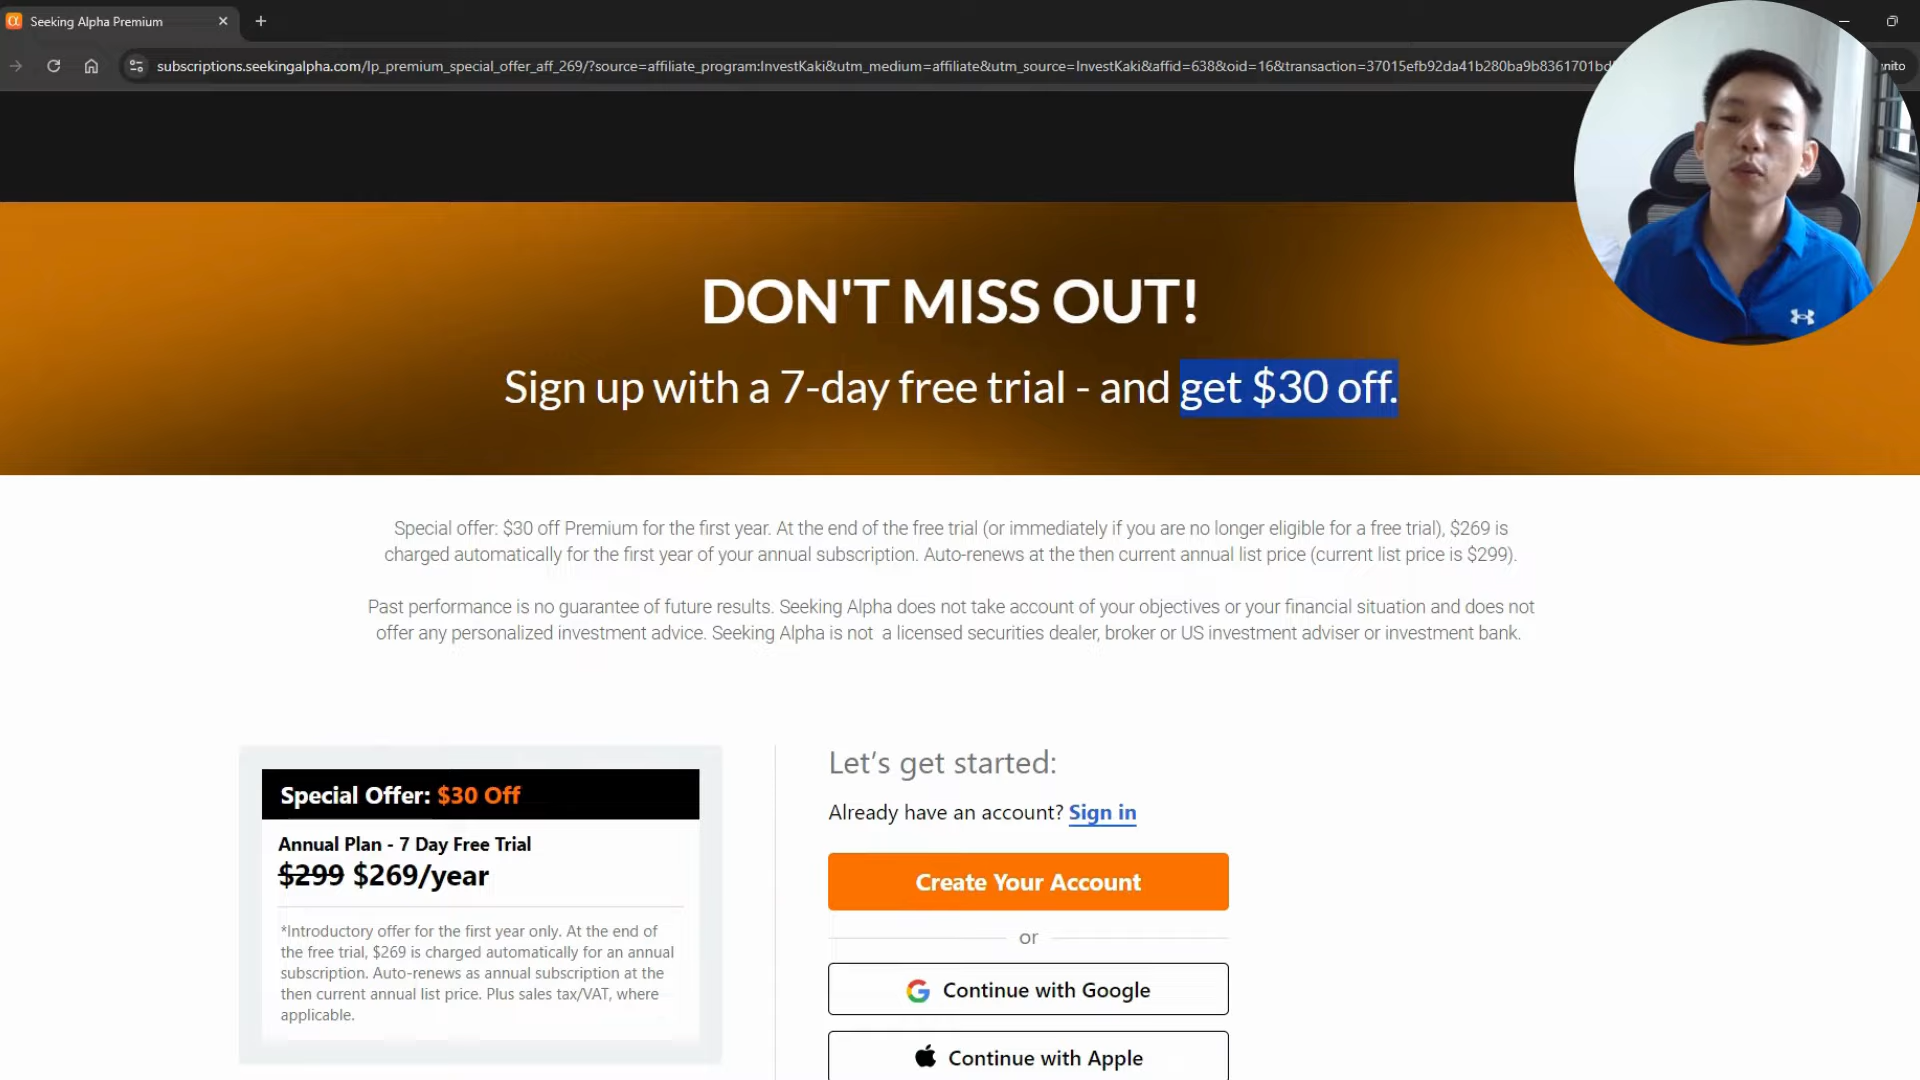 Seeking Alpha Premium
subscriptions.seekingalpha.com/lp_premium_special_offer_aff_269/?source=affiliate_program:InvestKaki&utm_medium=affiliate&utm_source=InvestKaki&affid=638&oid=16&transaction=37015efb92da41b280ba9b8361701bd
DON'T MISS OUT!
Sign up with a 7-day free trial - and get $30 off.
Special offer: $30 off Premium for the first year. At the end of the free trial (or immediately if you are no longer eligible for a free trial), $269 is
charged automatically for the first year of your annual subscription. Auto-renews at the then current annual list price (current list price is $299).
Past performance is no guarantee of future results. Seeking Alpha does not take account of your objectives or your financial situation and does not
offer any personalized investment advice. Seeking Alpha is not a licensed securities dealer, broker or US investment adviser or investment bank.
Special Offer: $30 Off
Annual Plan - 7 Day Free Trial
$299 $269/year
*Introductory offer for the first year only. At the end of
the free trial, $269 is charged automatically for an annual
subscription. Auto-renews as annual subscription at the
then current annual list price. Plus sales tax/VAT, where
applicable.
Let's get started:
Already have an account? Sign in
Create Your Account
or
Continue with Google
Continue with Apple